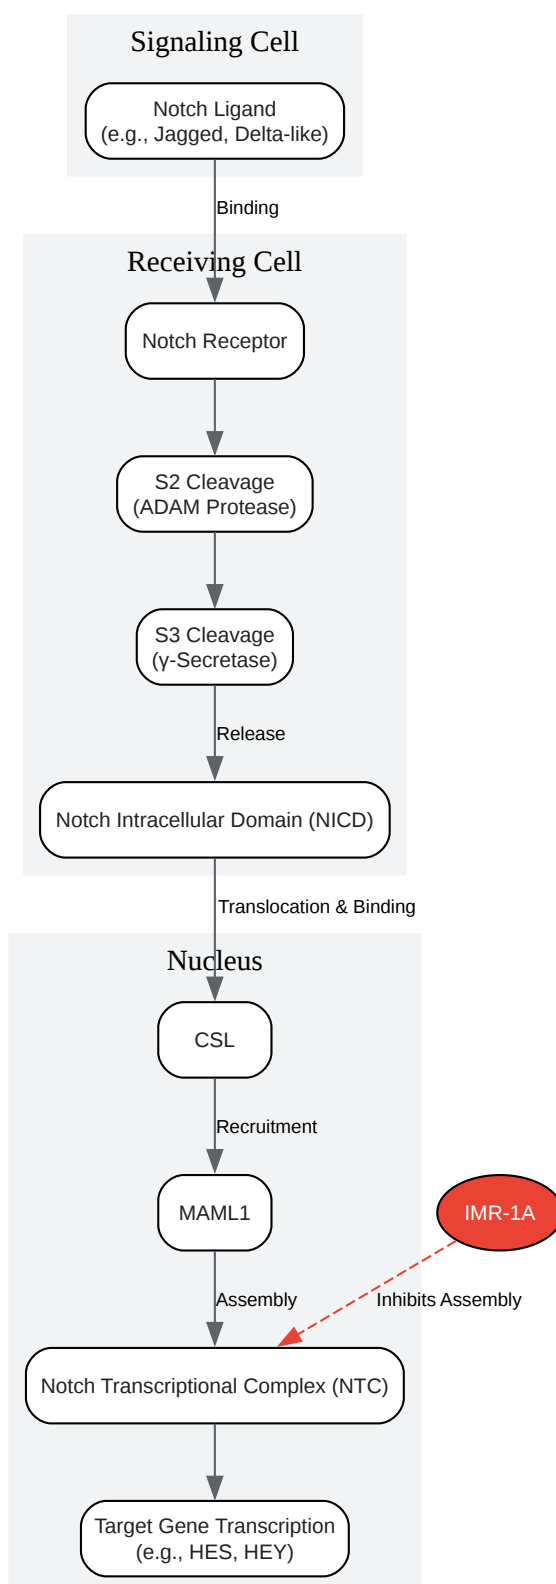 Signaling Cell
Notch Ligand
(e.g., Jagged, Delta-like)
Binding
Receiving Cell
Notch Receptor
S2 Cleavage
(ADAM Protease)
S3 Cleavage
(γ-Secretase)
Release
Notch Intracellular Domain (NICD)
Translocation & Binding
Nucleus
CSL
Recruitment
MAML1
IMR-1A
Assembly
Inhibits Assembly
Notch Transcriptional Complex (NTC)
Target Gene Transcription
(e.g., HES, HEY)